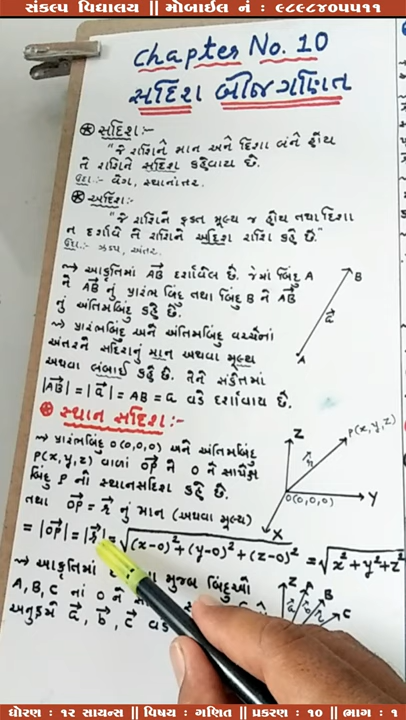 સંકલ્પ વિદ્યાલય || મોબાઈલ નં : ૯૮૯૮૪૦૫૫૧૧
Chapter No. 10
સદિશ બીજગણિત
⊛ સદિશ:-
"જે રાશિને માન અને દિશા બંને હોય
તે રાશિને સદિશ કહેવાય છે.
ઉદા.:- વેગ, સ્થાનાંતર.
⊛ અદિશ:-
"જે રાશિને ફક્ત મૂલ્ય જ હોય તથા દિશા
ન દર્શાવે તે રાશિને અદિશ રાશિ કહે છે."
ઉદા:- ઝડપ, અંતર.
→ આકૃતિમાં AB⃗ દર્શાવેલ છે. જેમાં બિંદુ A
ને AB⃗ નું પ્રારંભ બિંદુ તથા બિંદુ B ને AB⃗
નું અંતિમબિંદુ કહે છે.
B
a⃗
A
→ પ્રારંભબિંદુ અને અંતિમબિંદુ વચ્ચેનાં
અંતરને સદિશનું માન અથવા મૂલ્ય
અથવા લંબાઈ કહે છે. તેને સંકેતમાં
|AB⃗| = |a⃗| = AB = a વડે દર્શાવાય છે.
⊛ સ્થાન સદિશ:-
→ પ્રારંભબિંદુ O(0,0,0) અને અંતિમબિંદુ
P(x,y,z) વાળાં OP⃗ ને O ને સાપેક્ષ
બિંદુ P નો સ્થાનસદિશ કહે છે.
તથા OP⃗ = r⃗ નું માન (અથવા મૂલ્ય)
Z
P(x,y,z)
r⃗
O(0,0,0)
Y
X
= |OP⃗| = |r⃗| = √(x-0)²+(y-0)²+(z-0)² = √x²+y²+z²
→ આકૃતિમાં મુજબ બિંદુઓ
A, B, C નાં O ને
અનુક્રમે a⃗, b⃗, c⃗ વડે
Z
A
B
C
a⃗
b⃗
ધોરણ : ૧૨ સાયન્સ || વિષય : ગણિત || પ્રકરણ : ૧૦ || ભાગ : ૧